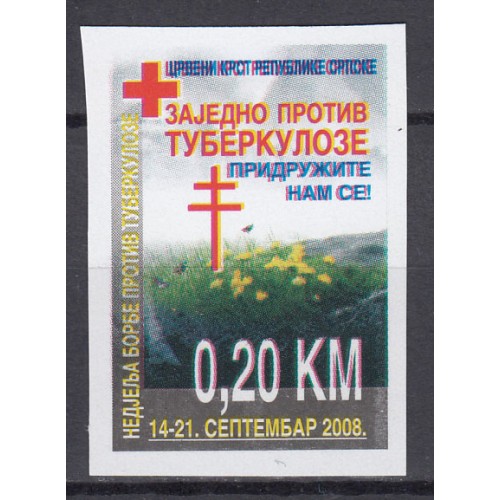 ЦРВЕНИ КРСТ РЕПУБЛИКЕ СРПСКЕ
ЗАЈЕДНО ПРОТИВ
ТУБЕРКУЛОЗЕ
ПРИДРУЖИТЕ
НАМ СЕ!
НЕДЈЕЉА БОРБЕ ПРОТИВ ТУБЕРКУЛОЗЕ
0,20 КМ
14-21. СЕПТЕМБАР 2008.